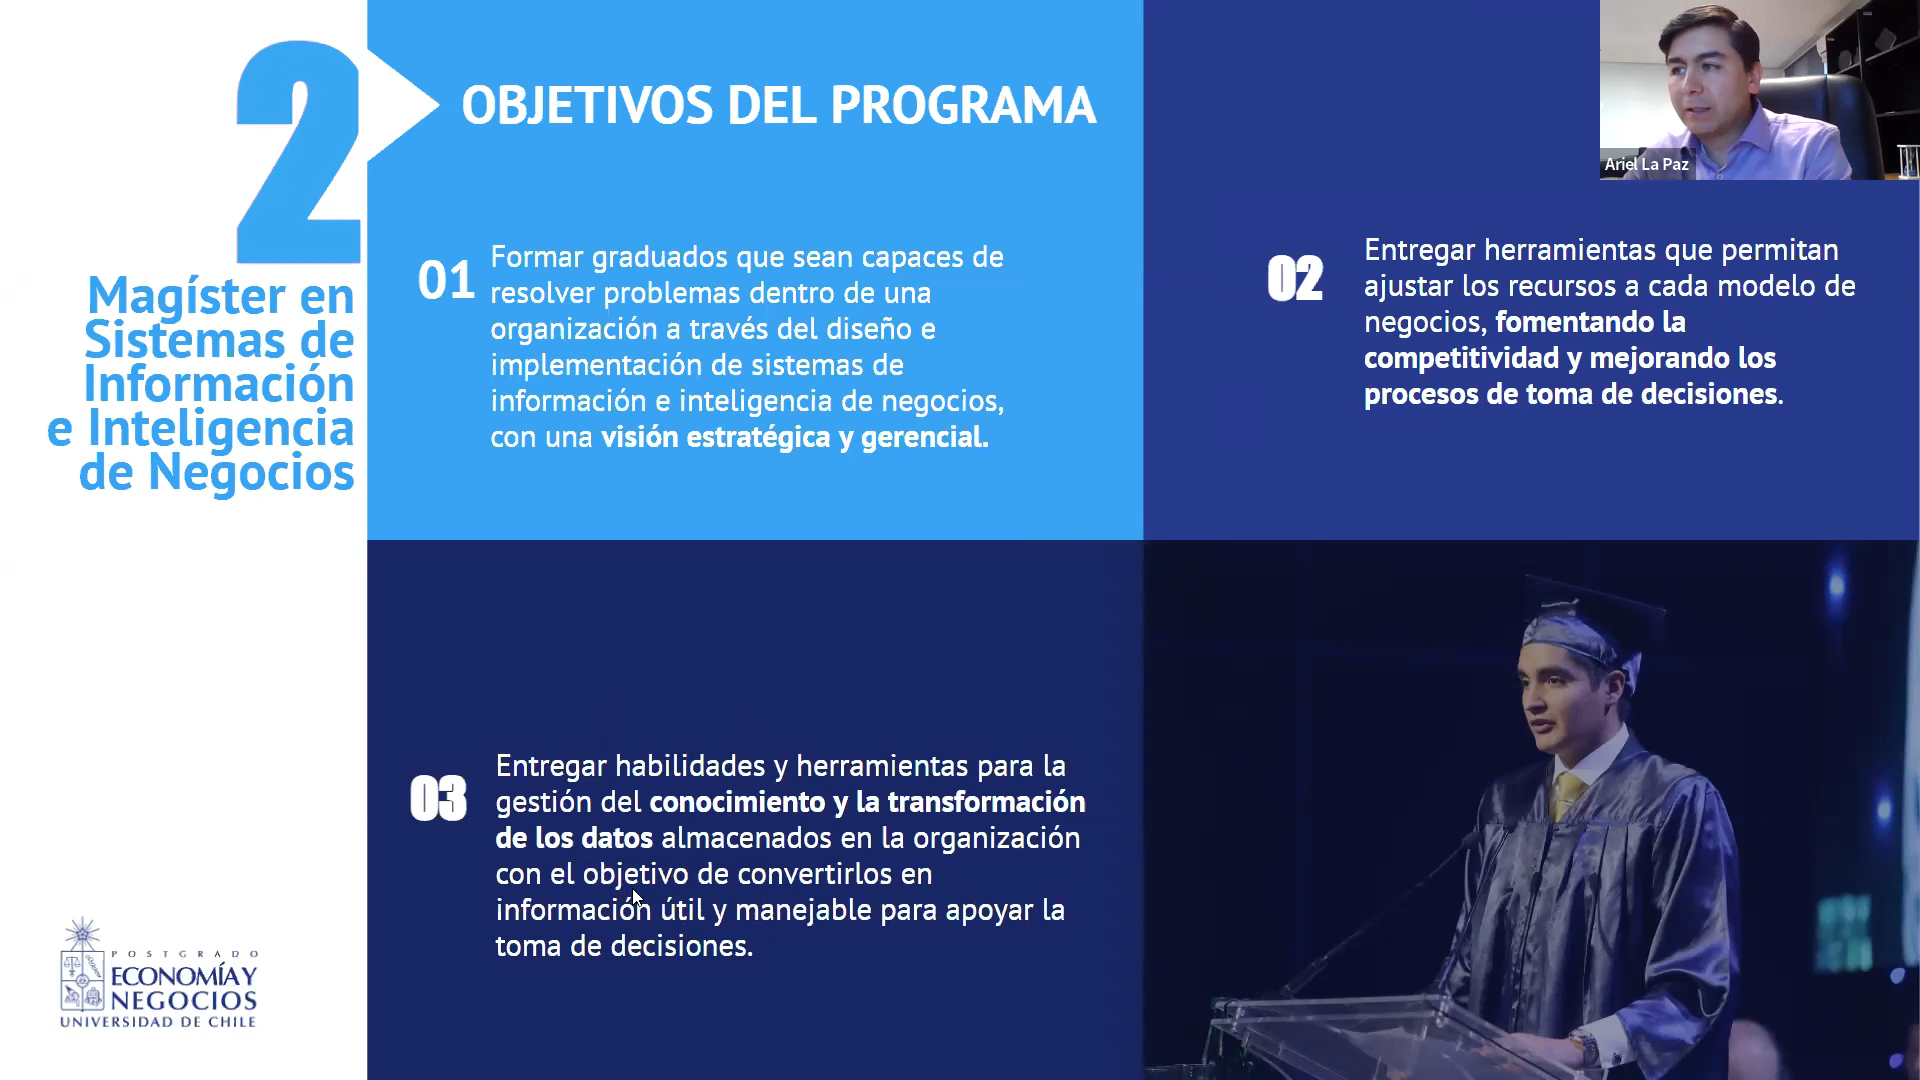 2
Magíster en
Sistemas de
Información
e Inteligencia
de Negocios
OBJETIVOS DEL PROGRAMA
01
Formar graduados que sean capaces de
resolver problemas dentro de una
organización a través del diseño e
implementación de sistemas de
información e inteligencia de negocios,
con una visión estratégica y gerencial.
02
Entregar herramientas que permitan
ajustar los recursos a cada modelo de
negocios, fomentando la
competitividad y mejorando los
procesos de toma de decisiones.
Ariel La Paz
03
Entregar habilidades y herramientas para la
gestión del conocimiento y la transformación
de los datos almacenados en la organización
con el objetivo de convertirlos en
información útil y manejable para apoyar la
toma de decisiones.
POSTGRADO
ECONOMÍA Y
NEGOCIOS
UNIVERSIDAD DE CHILE